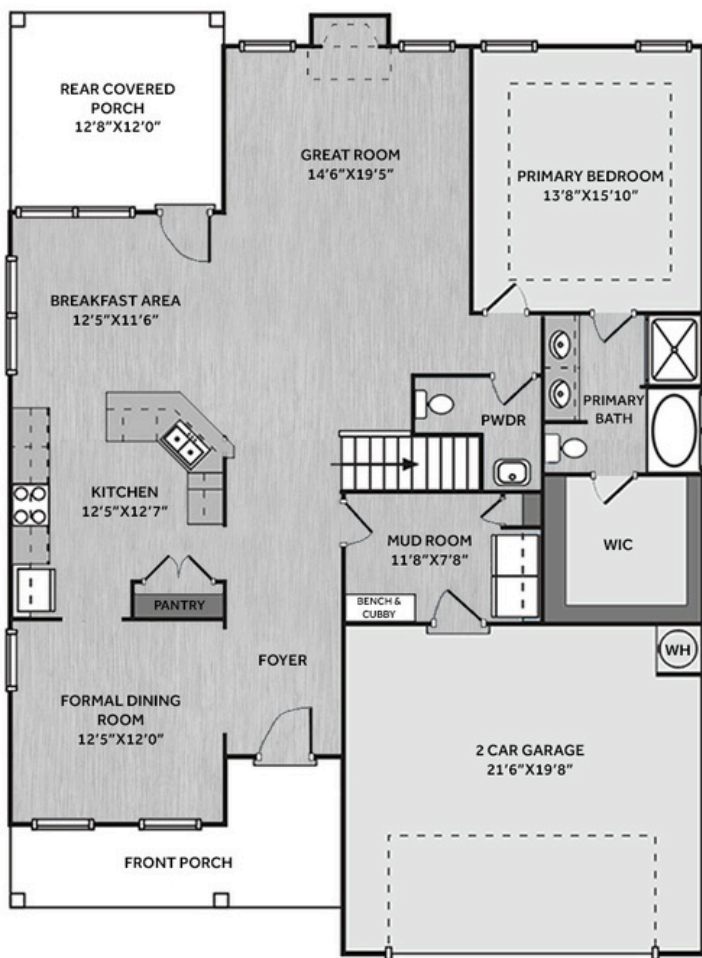 REAR COVERED
PORCH
12'8"X12'0"
GREAT ROOM
14'6"X19'5"
PRIMARY BEDROOM
13'8"X15'10"
BREAKFAST AREA
12'5"X11'6"
PWDR
PRIMARY
BATH
KITCHEN
12'5"X12'7"
MUD ROOM
11'8"X7'8"
WIC
PANTRY
BENCH &
CUBBY
FOYER
WH
FORMAL DINING
ROOM
12'5"X12'0"
2 CAR GARAGE
21'6"X19'8"
FRONT PORCH